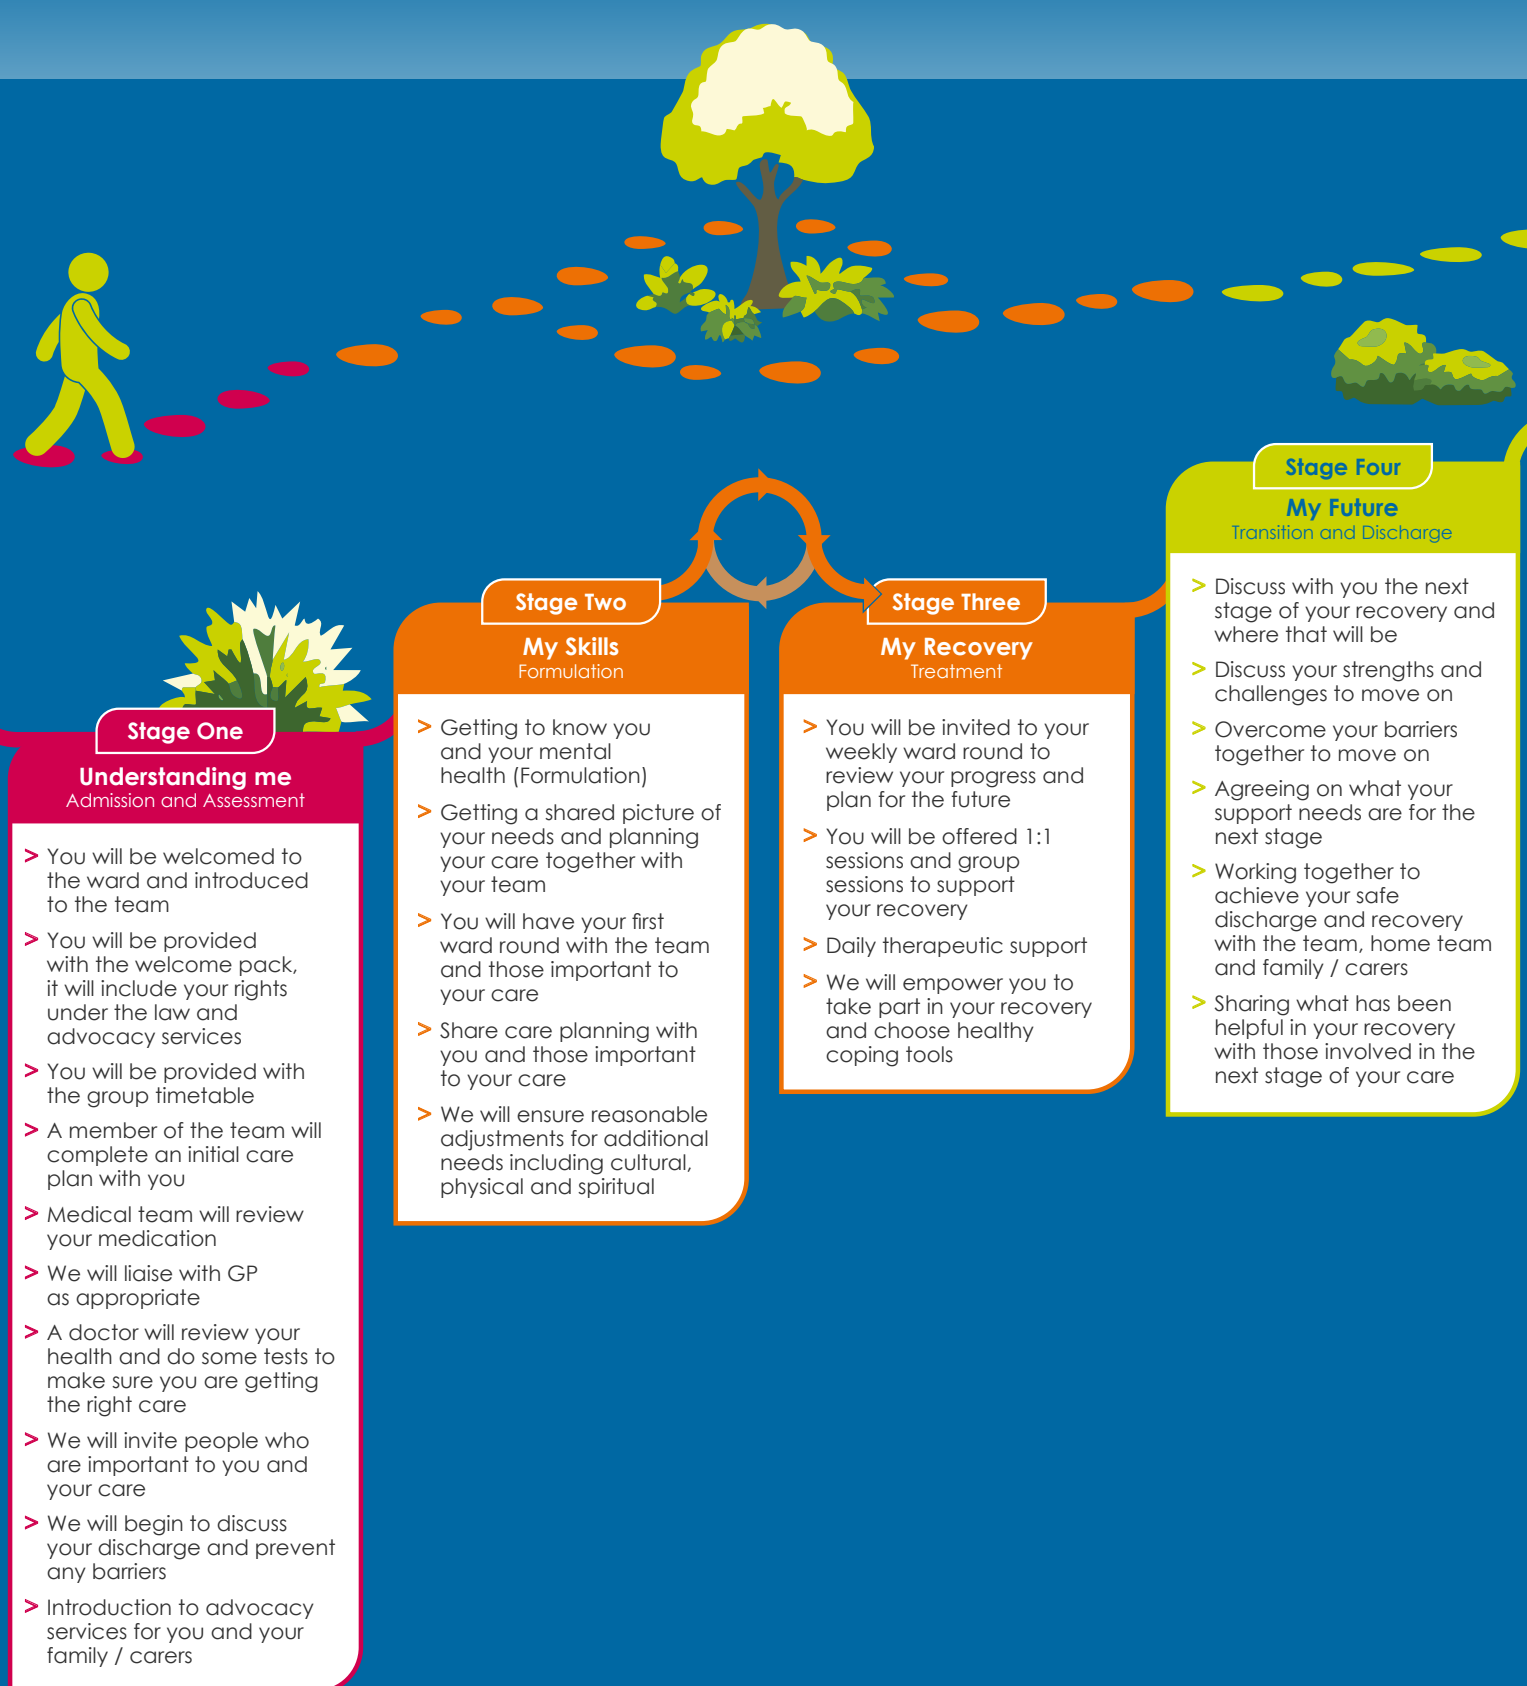 Stage One
Understanding me
Admission and Assessment
> You will be welcomed to
the ward and introduced
to the team
> You will be provided
with the welcome pack,
it will include your rights
under the law and
advocacy services
> You will be provided with
the group timetable
> A member of the team will
complete an initial care
plan with you
> Medical team will review
your medication
> We will liaise with GP
as appropriate
> A doctor will review your
health and do some tests to
make sure you are getting
the right care
> We will invite people who
are important to you and
your care
> We will begin to discuss
your discharge and prevent
any barriers
> Introduction to advocacy
services for you and your
family / carers
Stage Two
My Skills
Formulation
> Getting to know you
and your mental
health (Formulation)
> Getting a shared picture of
your needs and planning
your care together with
your team
> You will have your first
ward round with the team
and those important to
your care
> Share care planning with
you and those important
to your care
> We will ensure reasonable
adjustments for additional
needs including cultural,
physical and spiritual
Stage Three
My Recovery
Treatment
> You will be invited to your
weekly ward round to
review your progress and
plan for the future
> You will be offered 1:1
sessions and group
sessions to support
your recovery
> Daily therapeutic support
> We will empower you to
take part in your recovery
and choose healthy
coping tools
Stage Four
My Future
Transition and Discharge
> Discuss with you the next
stage of your recovery and
where that will be
> Discuss your strengths and
challenges to move on
> Overcome your barriers
together to move on
> Agreeing on what your
support needs are for the
next stage
> Working together to
achieve your safe
discharge and recovery
with the team, home team
and family / carers
> Sharing what has been
helpful in your recovery
with those involved in the
next stage of your care